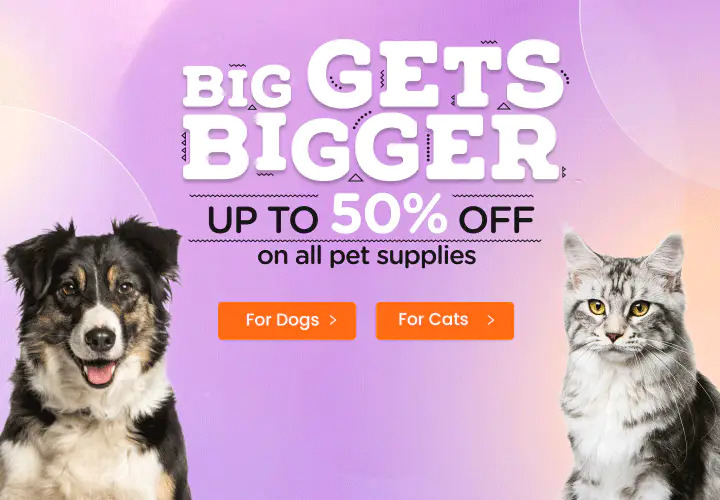 BIG GETS
BIGGER
UP TO 50% OFF
on all pet supplies
For Dogs >
For Cats >